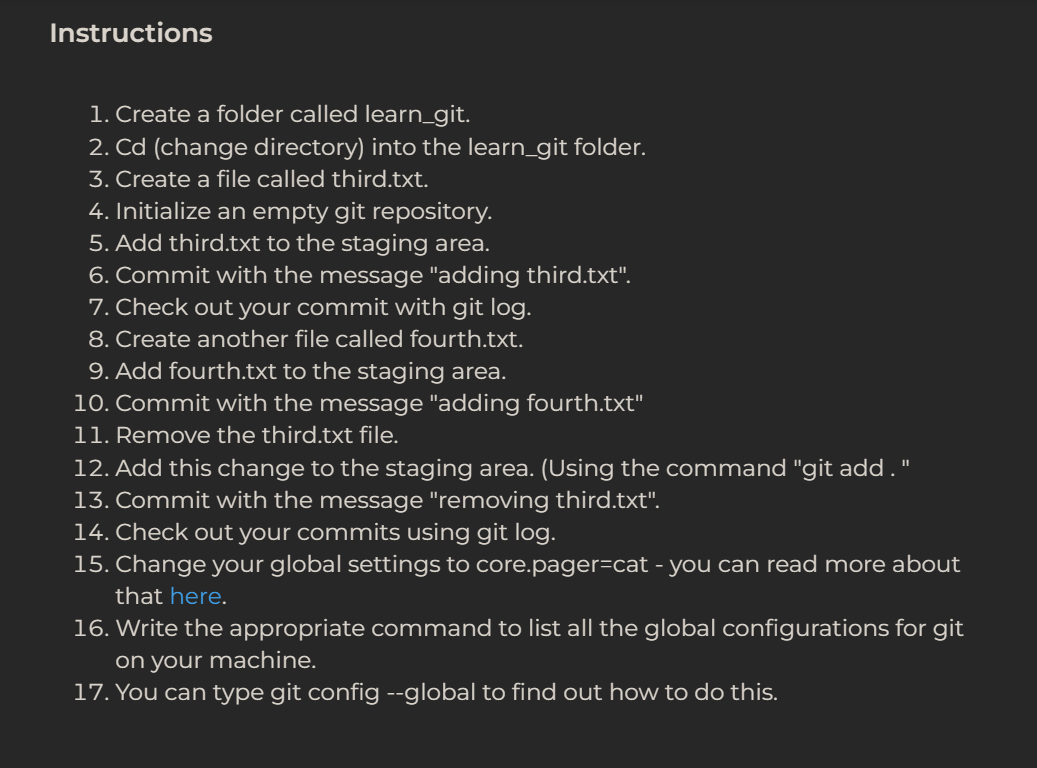 Instructions
1. Create a folder called learn_git.
2. Cd (change directory) into the learn_git folder.
3. Create a file called third.txt.
4. Initialize an empty git repository.
5. Add third.txt to the staging area.
6. Commit with the message "adding third.txt".
7. Check out your commit with git log.
8. Create another file called fourth.txt.
9. Add fourth.txt to the staging area.
10. Commit with the message "adding fourth.txt"
11. Remove the third.txt file.
12. Add this change to the staging area. (Using the command "git add . "
13. Commit with the message "removing third.txt".
14. Check out your commits using git log.
15. Change your global settings to core.pager=cat - you can read more about
that here.
16. Write the appropriate command to list all the global configurations for git
on your machine.
17. You can type git config --global to find out how to do this.